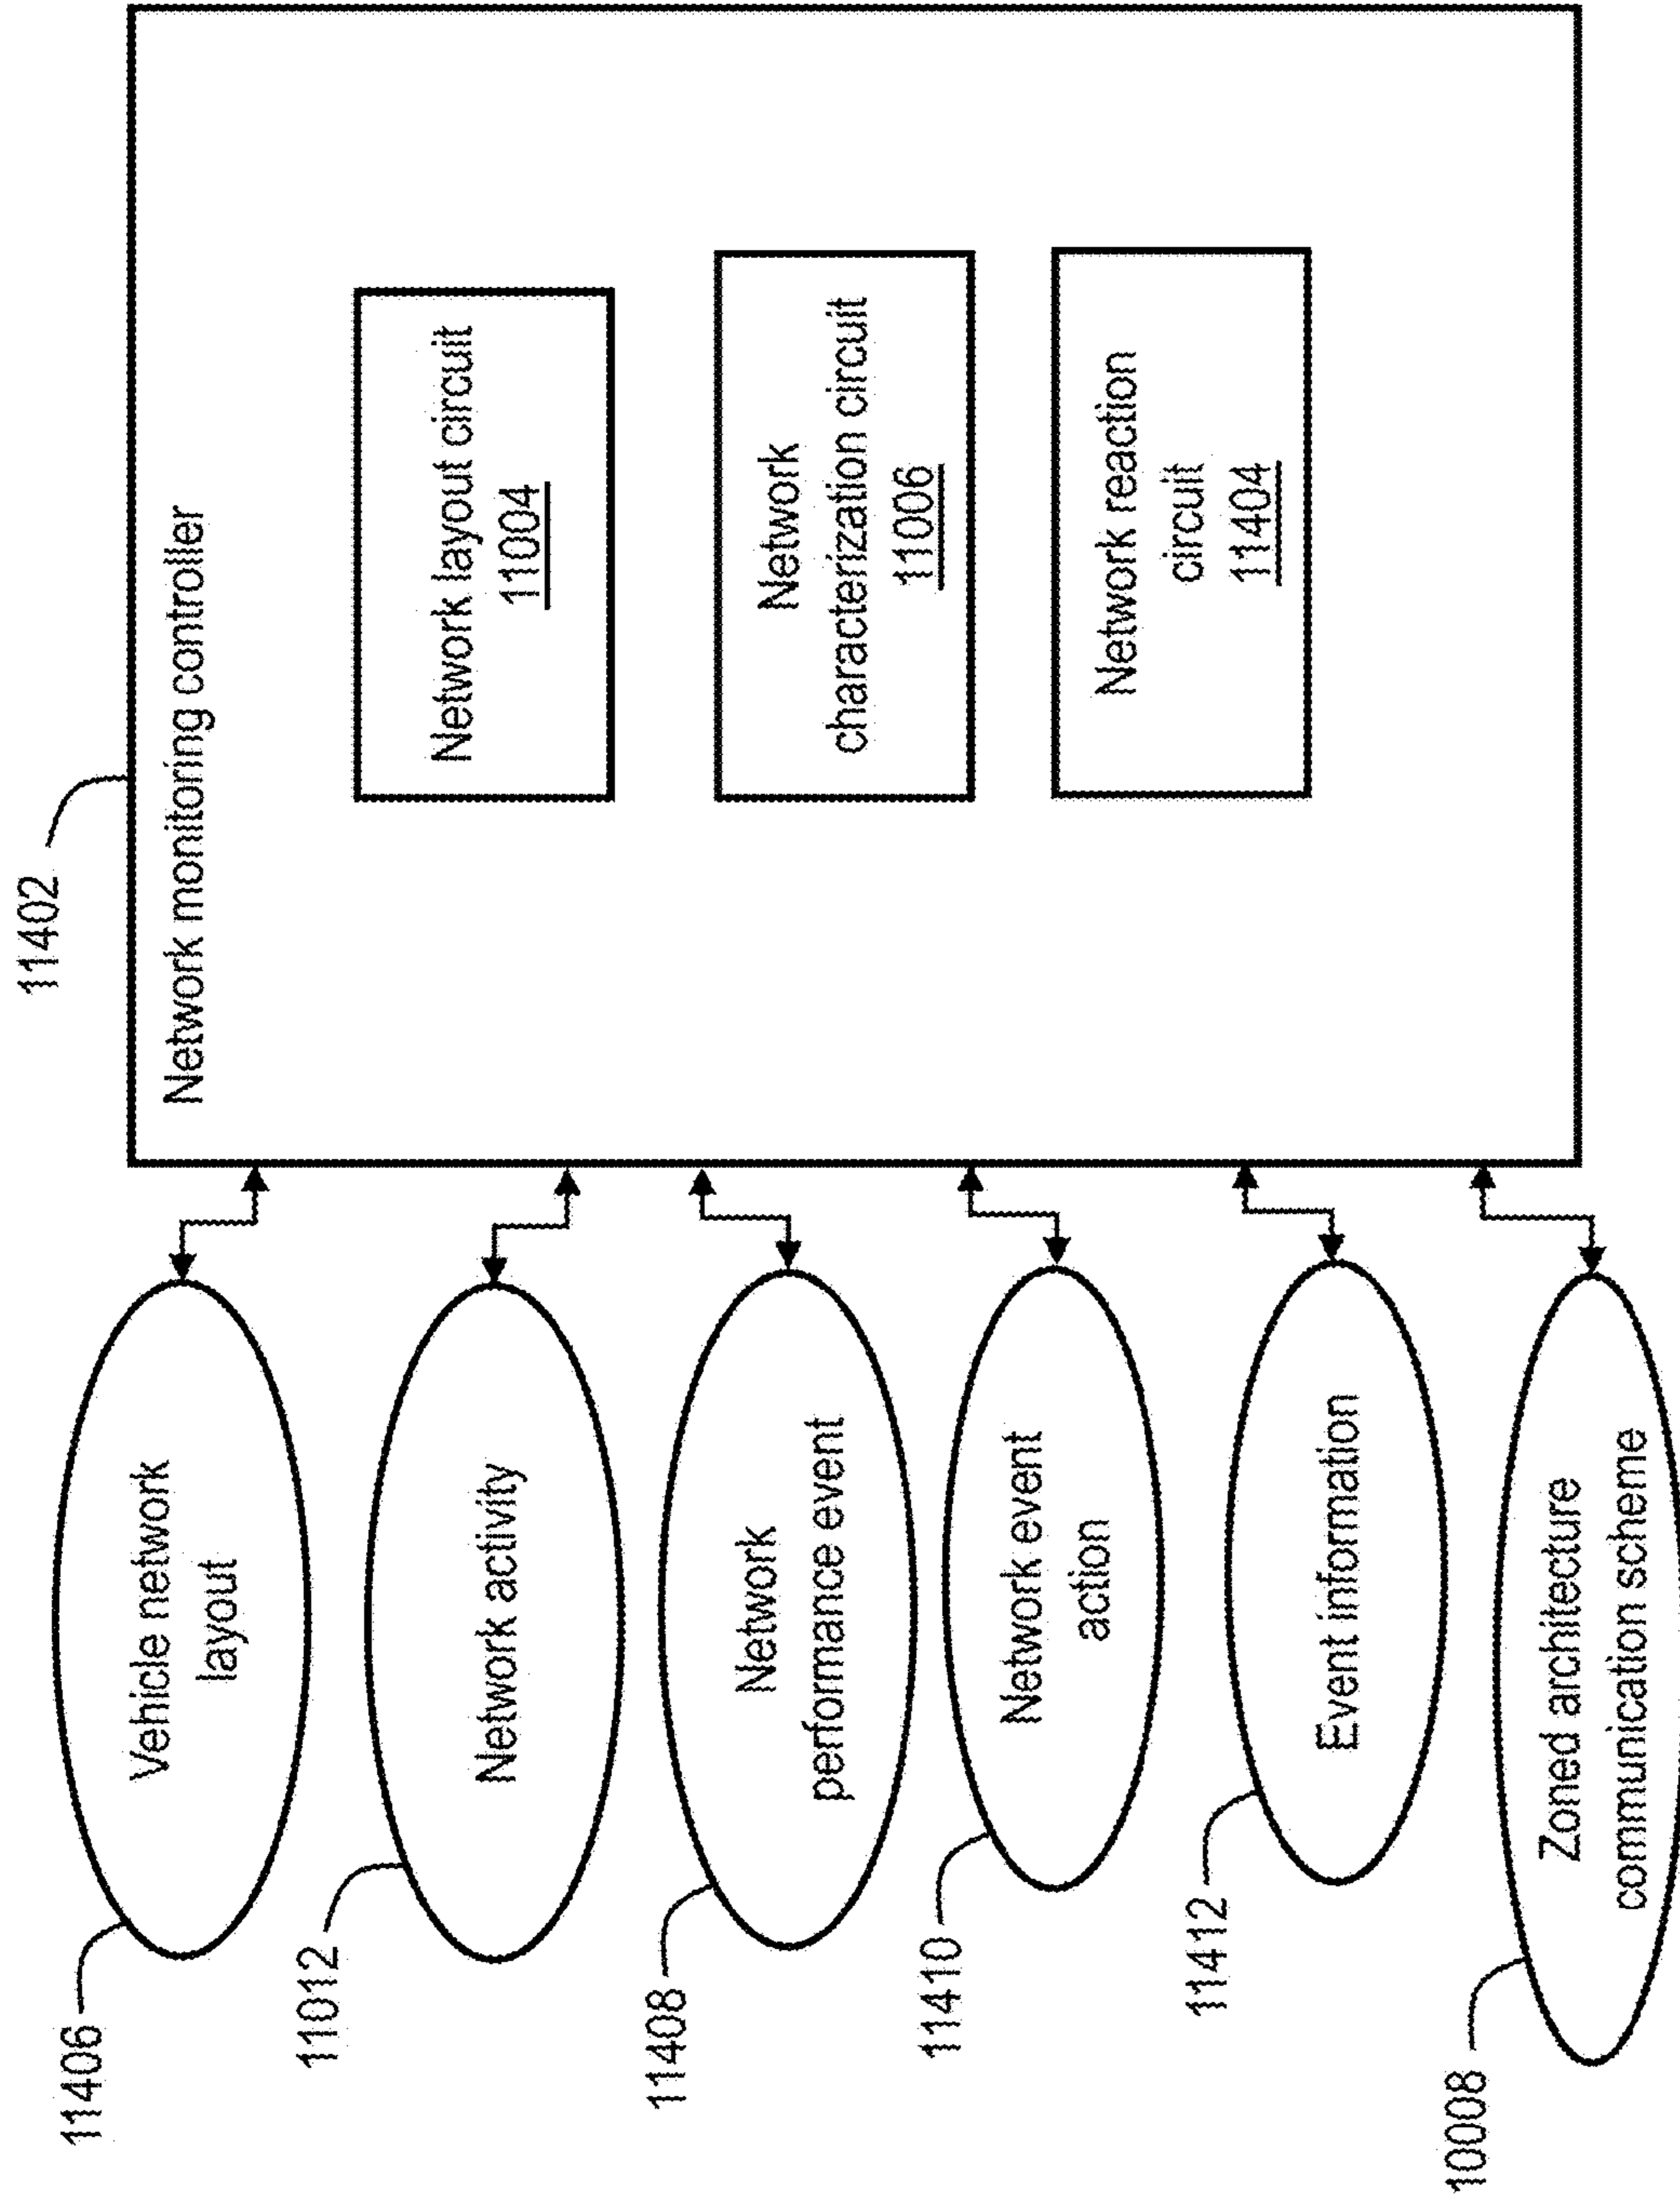 11402
Network monitoring controller
Network layout circuit
11004
Network
characterization circuit
11006
Network reaction
circuit
11404
11406
Vehicle network
layout
11012
Network activity
11408
Network
performance event
11410
Network event
action
11412
Event information
10008
Zoned architecture
communication scheme